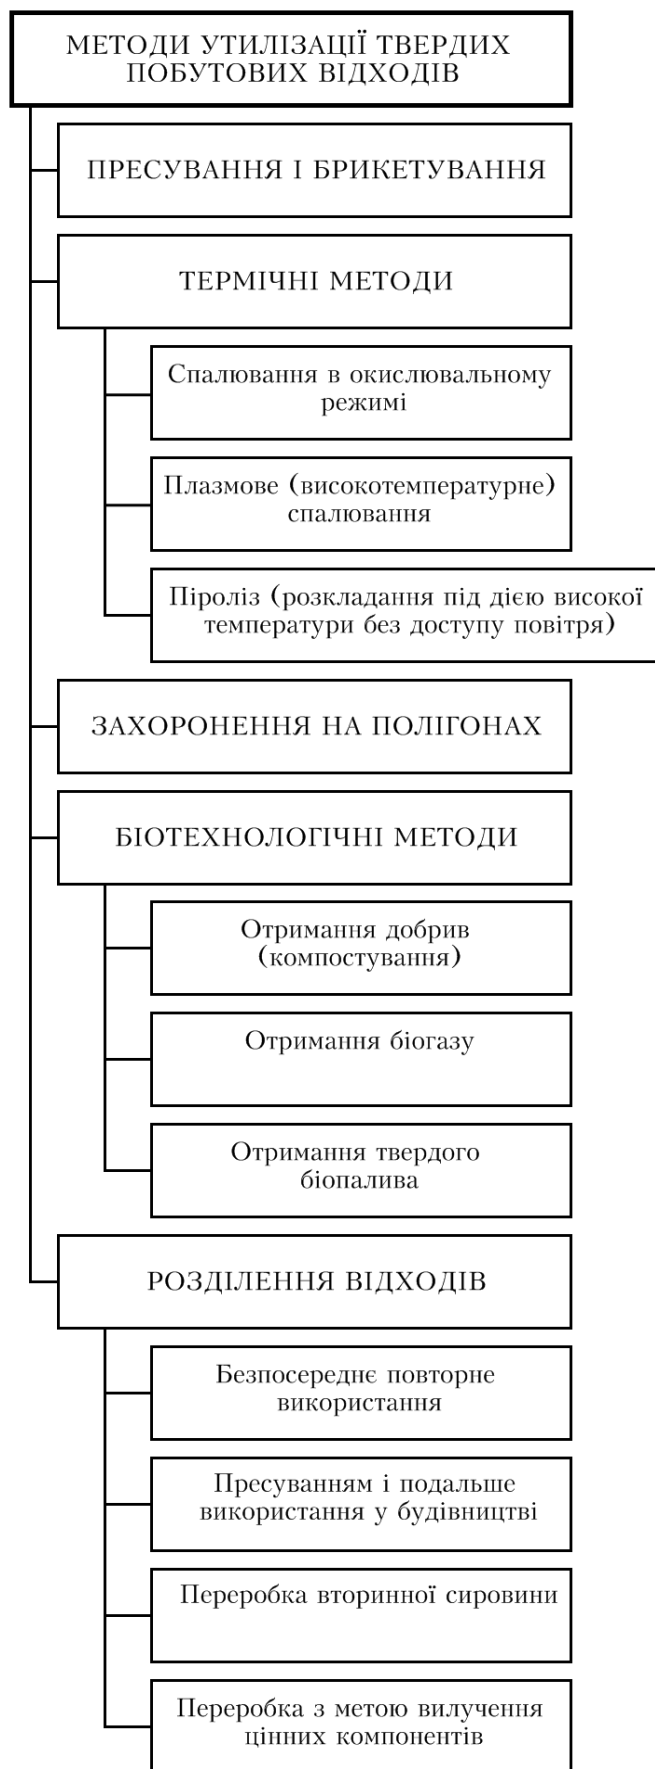 МЕТОДИ УТИЛІЗАЦІЇ ТВЕРДИХ
ПОБУТОВИХ ВІДХОДІВ
ПРЕСУВАННЯ І БРИКЕТУВАННЯ
ТЕРМІЧНІ МЕТОДИ
Спалювання в окислювальному
режимі
Плазмове (високотемпературне)
спалювання
Піроліз (розкладання під дією високої
температури без доступу повітря)
ЗАХОРОНЕННЯ НА ПОЛІГОНАХ
БІОТЕХНОЛОГІЧНІ МЕТОДИ
Отримання добрив
(компостування)
Отримання біогазу
Отримання твердого
біопалива
РОЗДІЛЕННЯ ВІДХОДІВ
Безпосереднє повторне
використання
Пресуванням і подальше
використання у будівництві
Переробка вторинної сировини
Переробка з метою вилучення
цінних компонентів